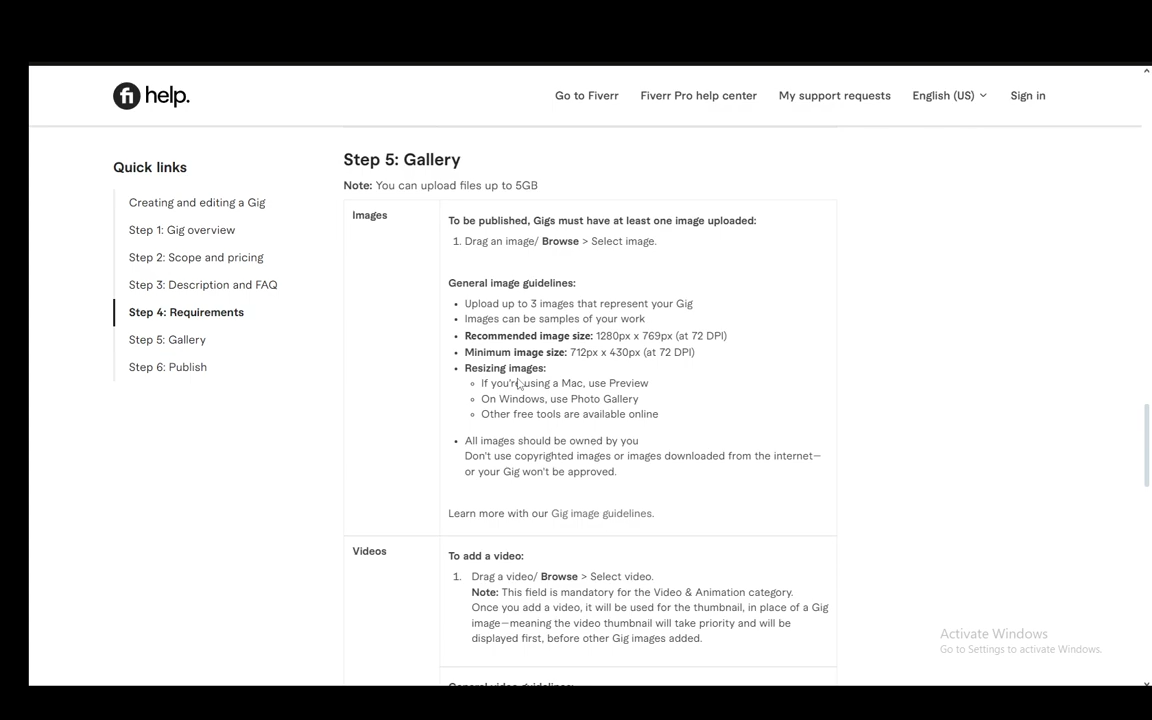 fi help.
Go to Fiverr
Fiverr Pro help center
My support requests
English (US)
Sign in
Quick links
Creating and editing a Gig
Step 1: Gig overview
Step 2: Scope and pricing
Step 3: Description and FAQ
Step 4: Requirements
Step 5: Gallery
Step 6: Publish
Step 5: Gallery
Note: You can upload files up to 5GB
Images
To be published, Gigs must have at least one image uploaded:
1. Drag an image/ Browse > Select image.
General image guidelines:
• Upload up to 3 images that represent your Gig
• Images can be samples of your work
• Recommended image size: 1280px x 769px (at 72 DPI)
• Minimum image size: 712px x 430px (at 72 DPI)
• Resizing images:
◦ If you're using a Mac, use Preview
◦ On Windows, use Photo Gallery
◦ Other free tools are available online
• All images should be owned by you
Don't use copyrighted images or images downloaded from the internet—
or your Gig won't be approved.
Learn more with our Gig image guidelines.
Videos
To add a video:
1. Drag a video/ Browse > Select video.
Note: This field is mandatory for the Video & Animation category.
Once you add a video, it will be used for the thumbnail, in place of a Gig
image—meaning the video thumbnail will take priority and will be
displayed first, before other Gig images added.
General video guidelines:
Activate Windows
Go to Settings to activate Windows.